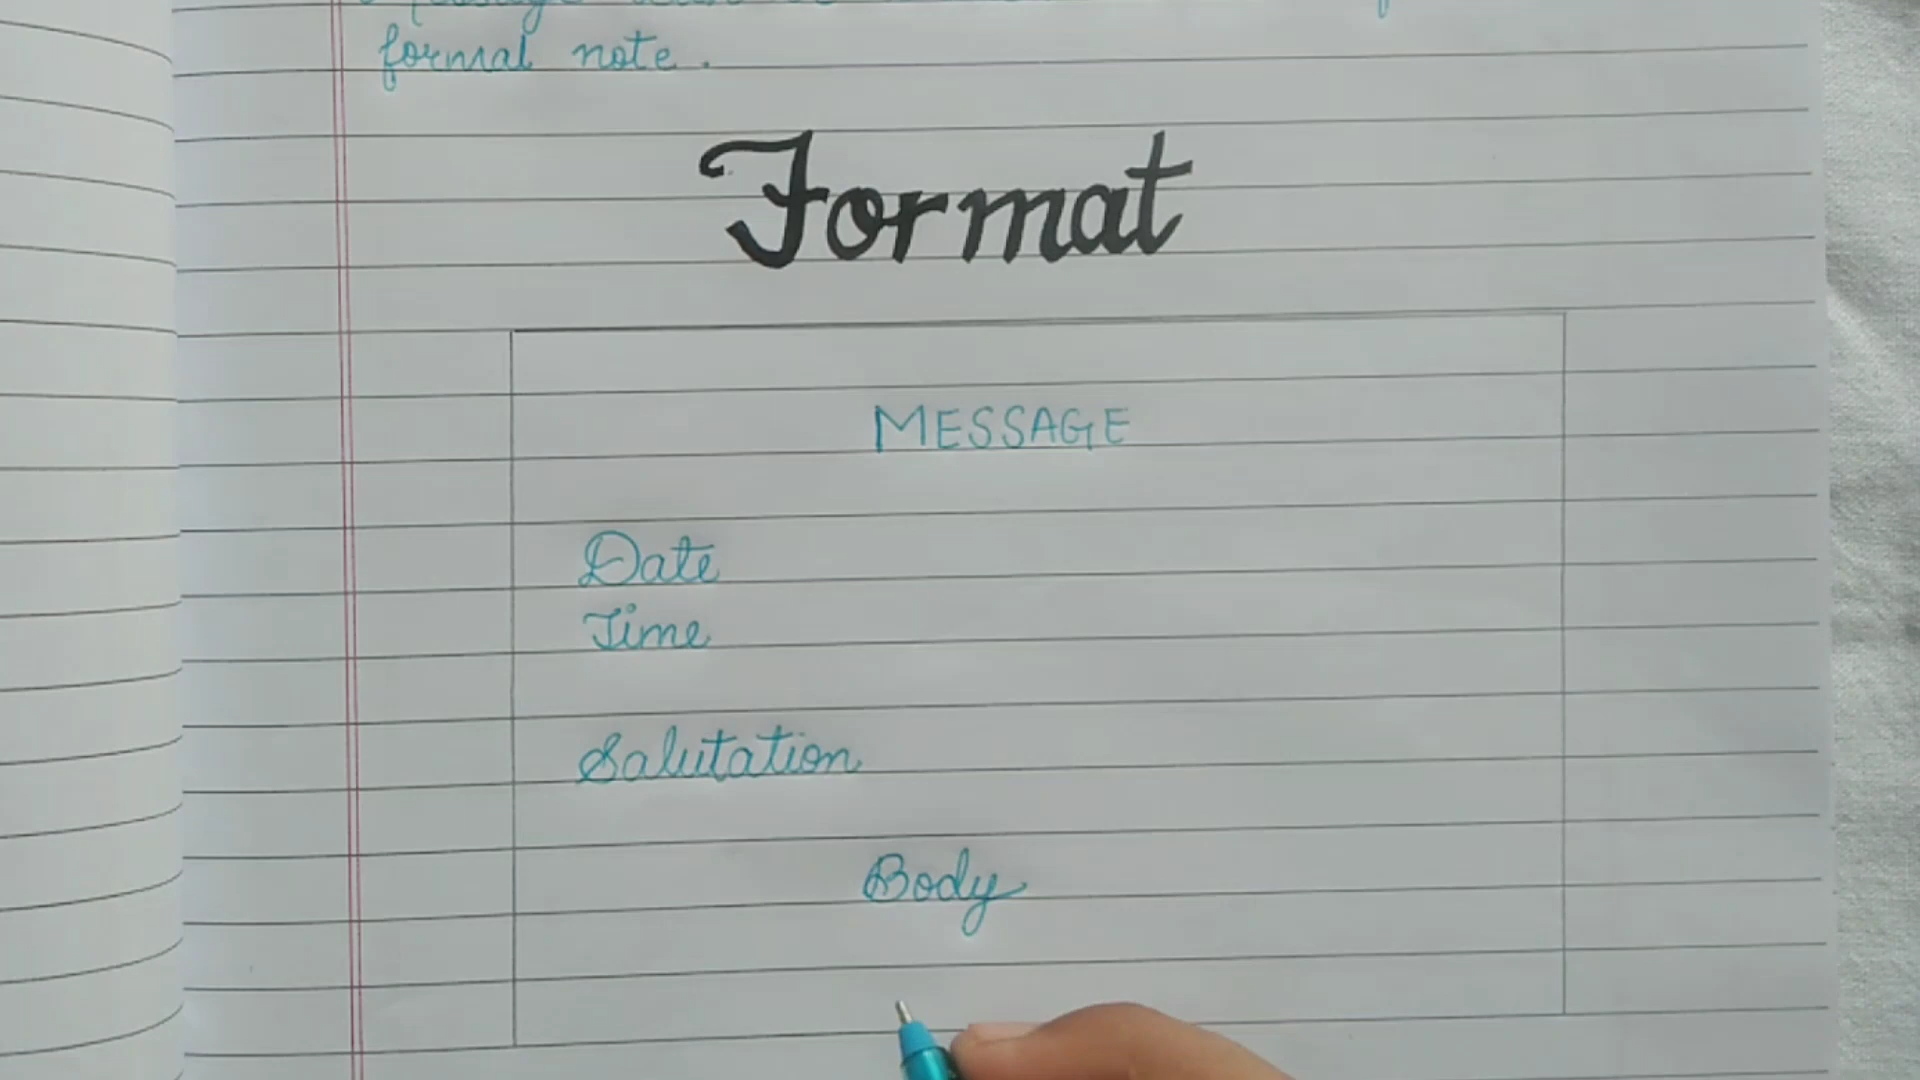 formal note.
Format
MESSAGE
Date
Time
Salutation
Body